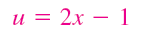 u = 2x − 1